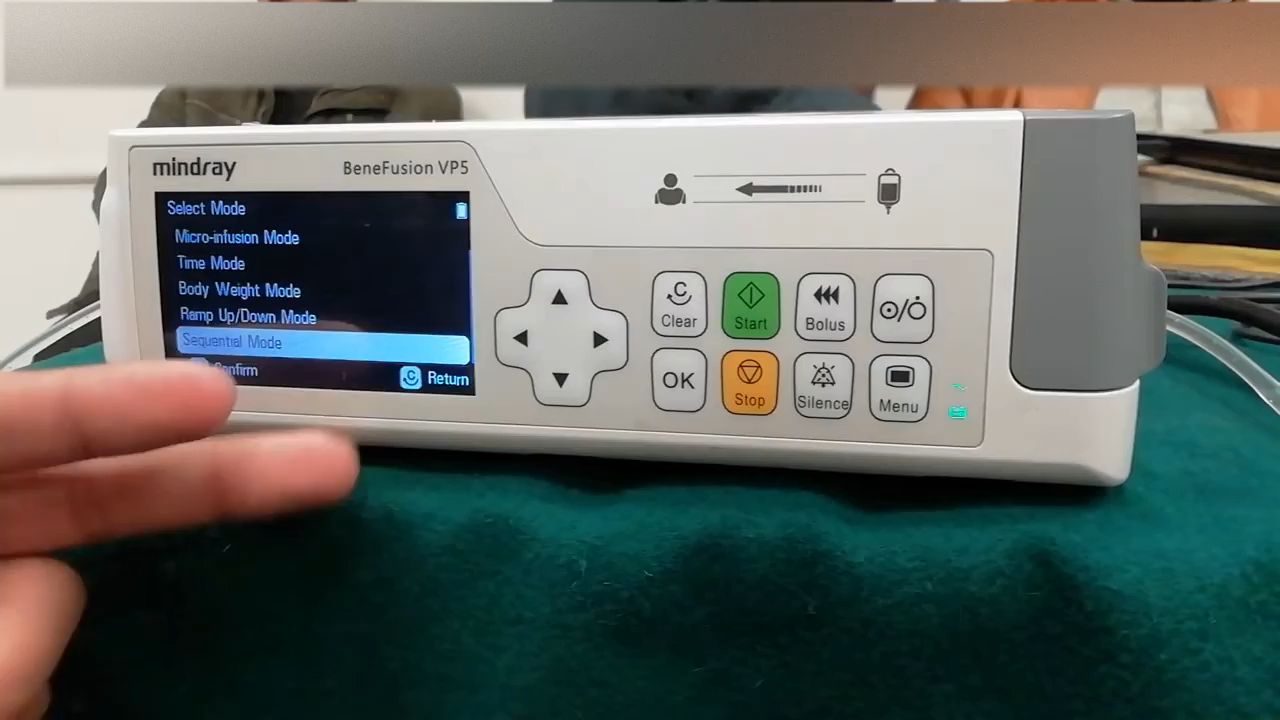 mindray
BeneFusion VP5
Select Mode
Micro-infusion Mode
Time Mode
Body Weight Mode
Ramp Up/Down Mode
Sequential Mode
Confirm
Return
Clear
Start
Bolus
OK
Stop
Silence
Menu